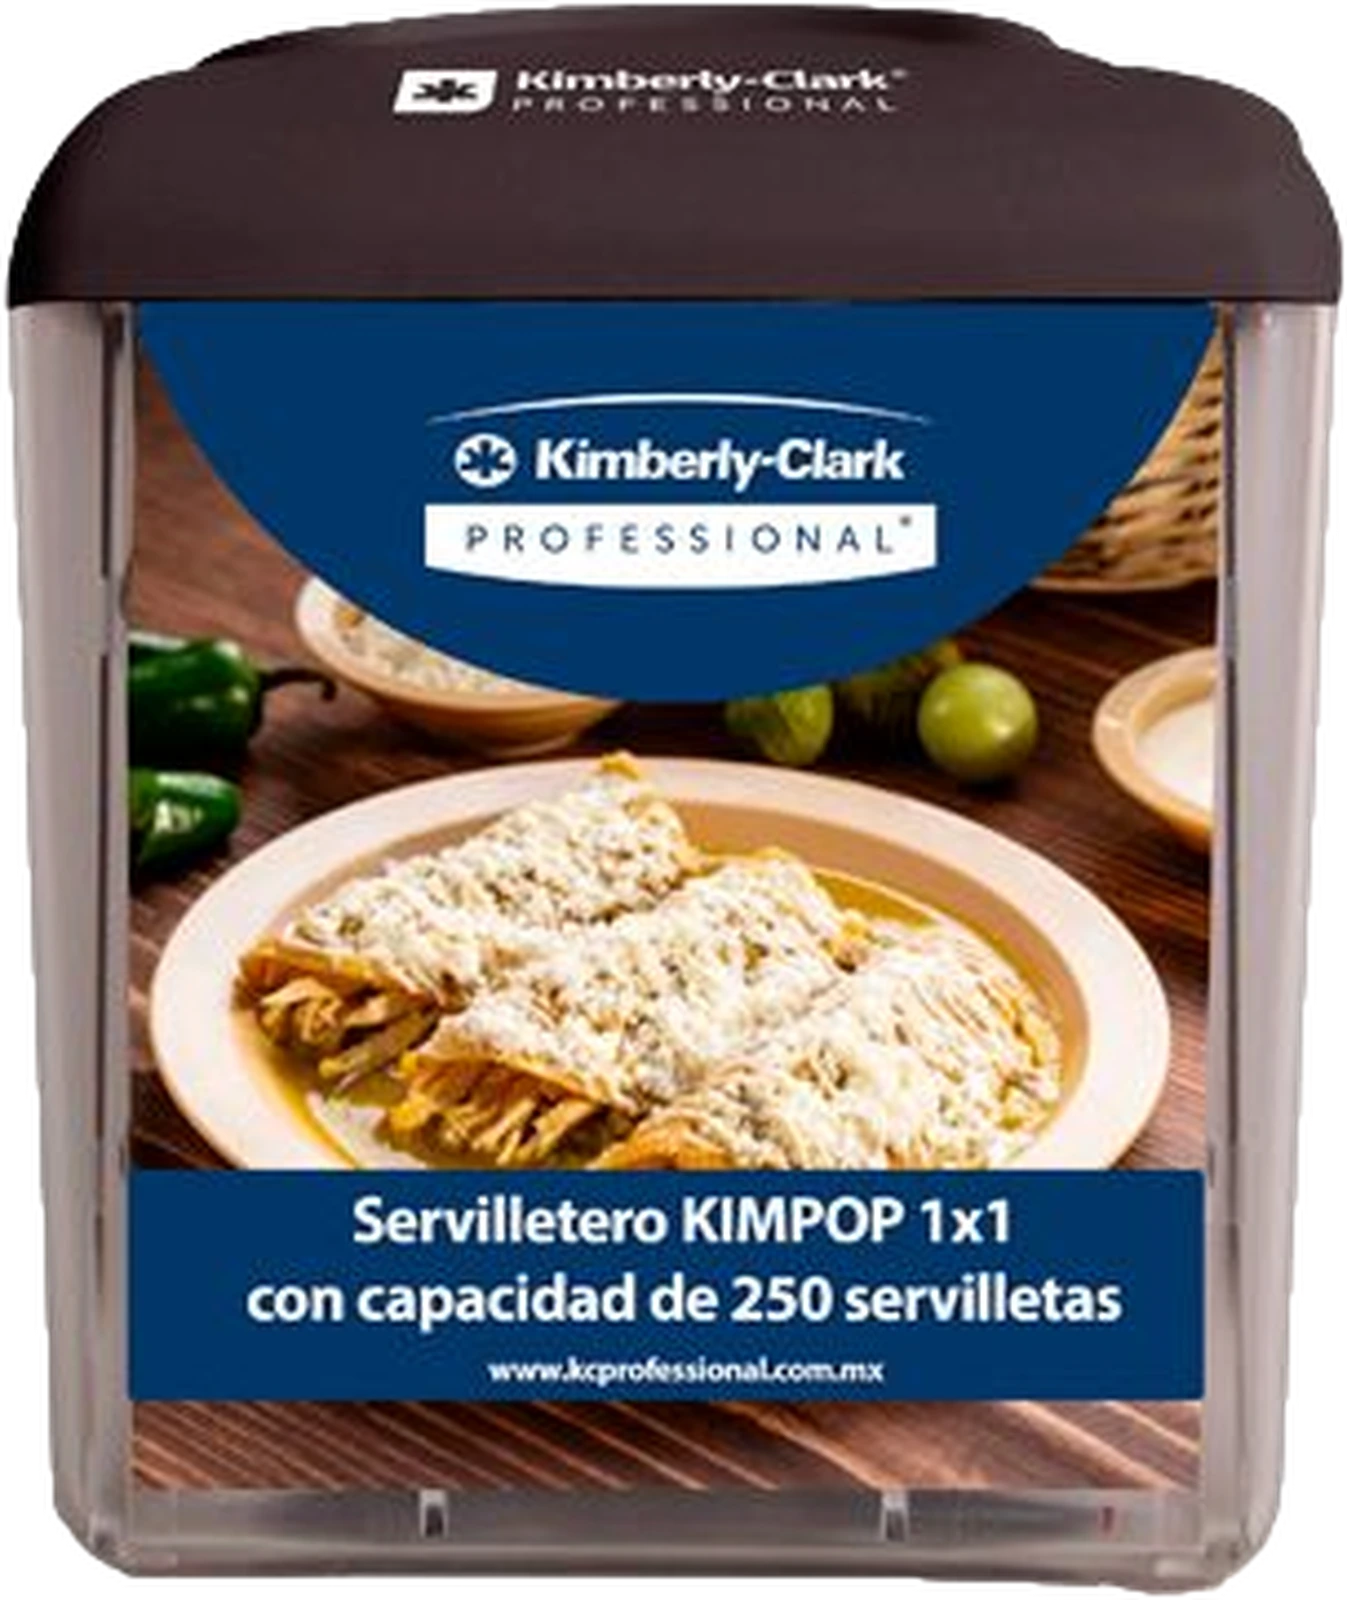 Kimberly-Clark®
PROFESSIONAL
Kimberly-Clark
PROFESSIONAL*
Servilletero KIMPOP 1x1
con capacidad de 250 servilletas
www.kcprofessional.com.mx